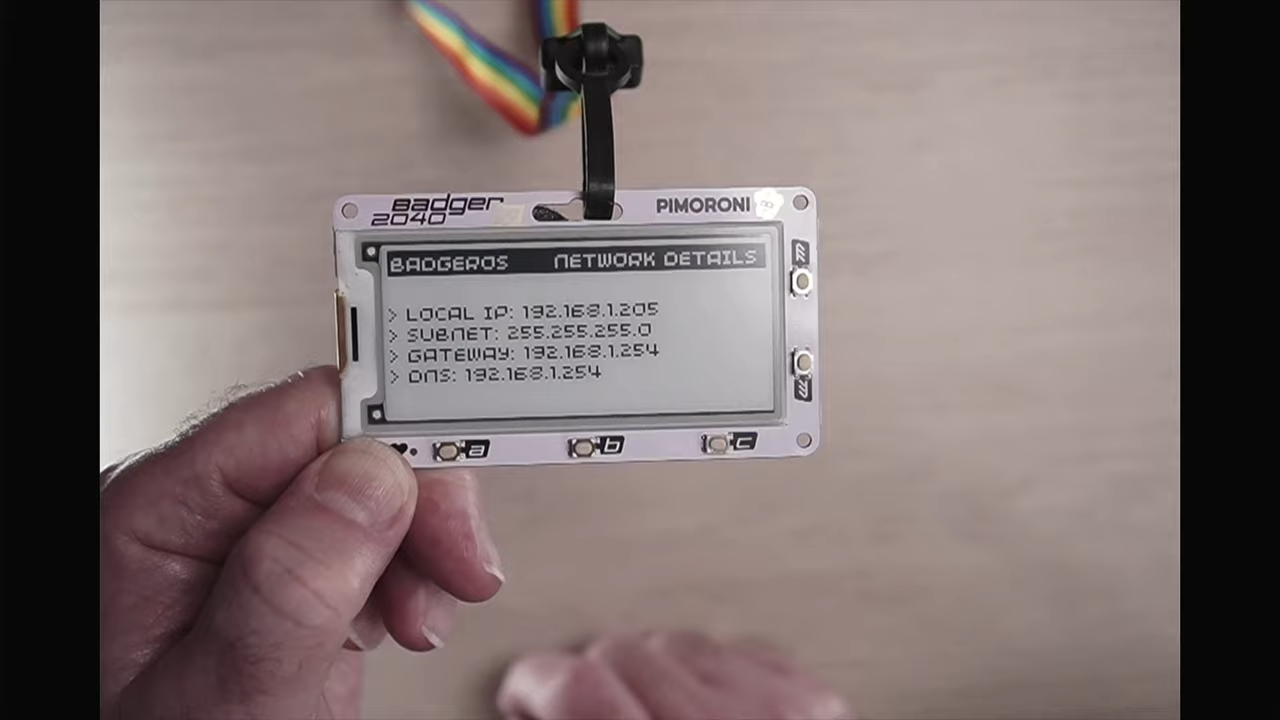 Badger
2040
PIMORONI
BADGEROS NETWORK DETAILS
> LOCAL IP: 192.168.1.205
> SUBNET: 255.255.255.0
> GATEWAY: 192.168.1.254
> DNS: 192.168.1.254
a
b
c